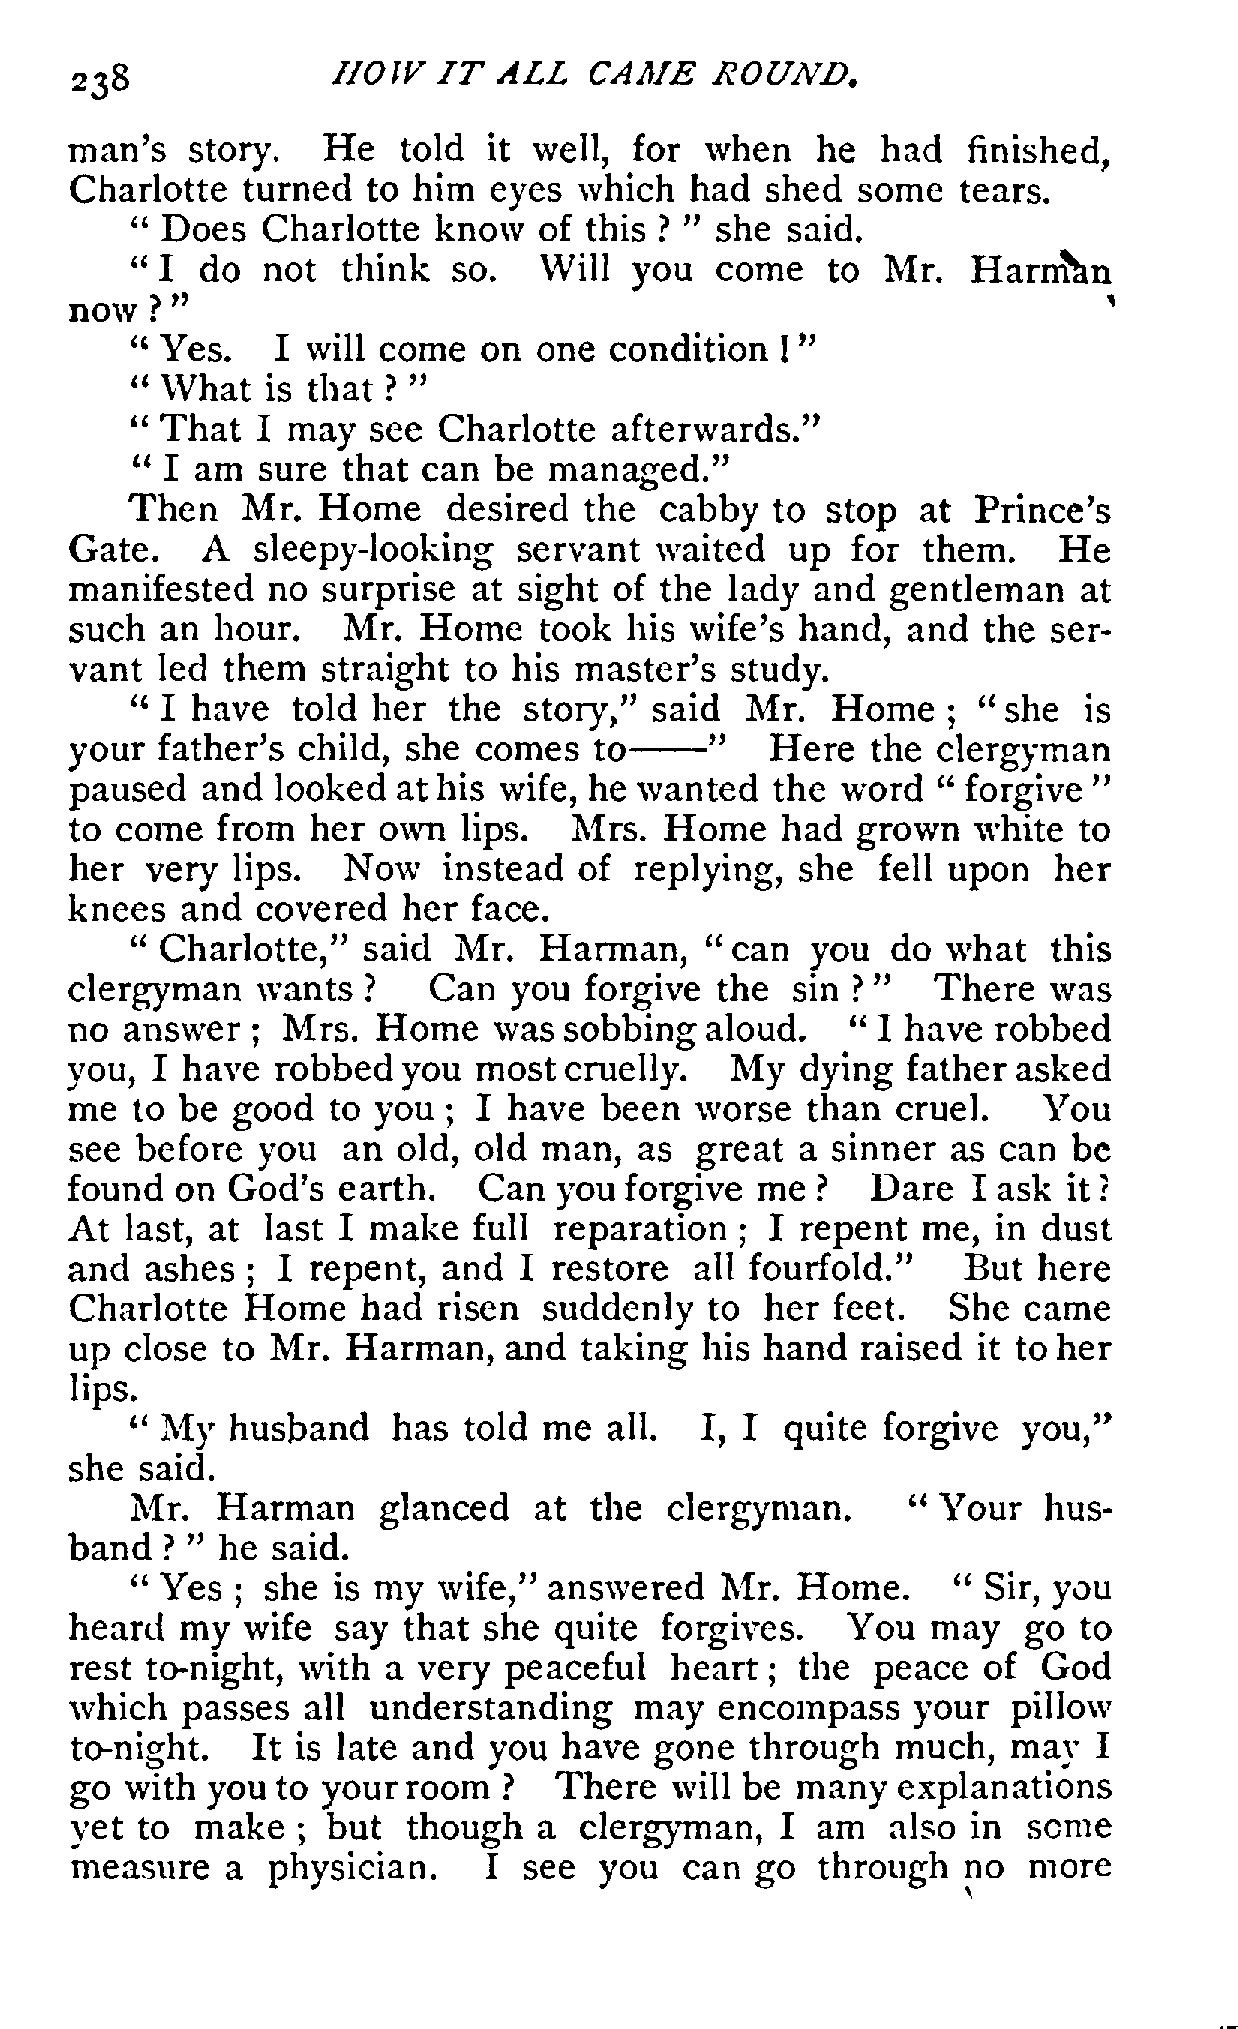 238 HOW IT ALL CAME ROUND.
man's story. He told it well, for when he had finished,
Charlotte turned to him eyes which had shed some tears.
“ Does Charlotte know of this ? ” she said.
“ I do not think so. Will you come to Mr. Harman
now ? ”
“ Yes. I will come on one condition ! ”
“ What is that ? ”
“ That I may see Charlotte afterwards.”
“ I am sure that can be managed.”
Then Mr. Home desired the cabby to stop at Prince's
Gate. A sleepy-looking servant waited up for them. He
manifested no surprise at sight of the lady and gentleman at
such an hour. Mr. Home took his wife's hand, and the ser-
vant led them straight to his master's study.
“ I have told her the story,” said Mr. Home ; “ she is
your father's child, she comes to——” Here the clergyman
paused and looked at his wife, he wanted the word “ forgive ”
to come from her own lips. Mrs. Home had grown white to
her very lips. Now instead of replying, she fell upon her
knees and covered her face.
“ Charlotte,” said Mr. Harman, “ can you do what this
clergyman wants ? Can you forgive the sin ? ” There was
no answer ; Mrs. Home was sobbing aloud. “ I have robbed
you, I have robbed you most cruelly. My dying father asked
me to be good to you ; I have been worse than cruel. You
see before you an old, old man, as great a sinner as can be
found on God's earth. Can you forgive me ? Dare I ask it ?
At last, at last I make full reparation ; I repent me, in dust
and ashes ; I repent, and I restore all fourfold.” But here
Charlotte Home had risen suddenly to her feet. She came
up close to Mr. Harman, and taking his hand raised it to her
lips.
“ My husband has told me all. I, I quite forgive you,”
she said.
Mr. Harman glanced at the clergyman. “ Your hus-
band ? ” he said.
“ Yes ; she is my wife,” answered Mr. Home. “ Sir, you
heard my wife say that she quite forgives. You may go to
rest to-night, with a very peaceful heart ; the peace of God
which passes all understanding may encompass your pillow
to-night. It is late and you have gone through much, may I
go with you to your room ? There will be many explanations
yet to make ; but though a clergyman, I am also in some
measure a physician. I see you can go through no more